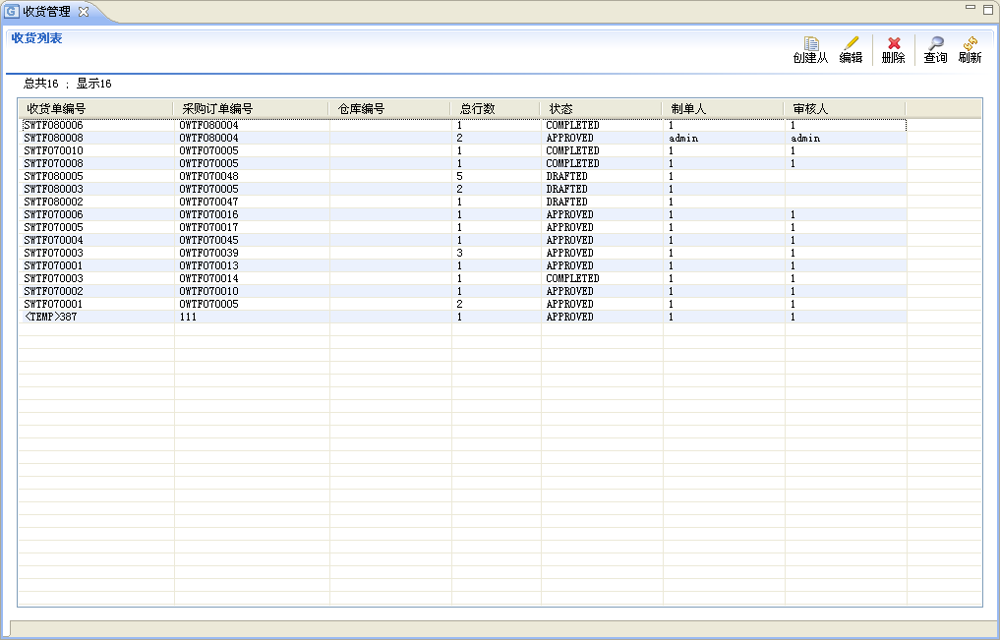 收货管理
收货列表
创建从 编辑 删除 查询 刷新
总共16 ; 显示16
收货单编号 采购订单编号 仓库编号 总行数 状态 制单人 审核人
SWTF080006 OWTF080004 1 COMPLETED 1 1
SWTF080008 OWTF080004 2 APPROVED admin admin
SWTF070010 OWTF070005 1 COMPLETED 1 1
SWTF070008 OWTF070005 1 COMPLETED 1 1
SWTF080005 OWTF070048 5 DRAFTED 1
SWTF080003 OWTF070005 2 DRAFTED 1
SWTF080002 OWTF070047 1 DRAFTED 1
SWTF070006 OWTF070016 1 APPROVED 1 1
SWTF070005 OWTF070017 1 APPROVED 1 1
SWTF070004 OWTF070045 1 APPROVED 1 1
SWTF070003 OWTF070039 3 APPROVED 1 1
SWTF070001 OWTF070013 1 APPROVED 1 1
SWTF070003 OWTF070014 1 COMPLETED 1 1
SWTF070002 OWTF070010 1 APPROVED 1 1
SWTF070001 OWTF070005 2 APPROVED 1 1
<TEMP>387 111 1 APPROVED 1 1